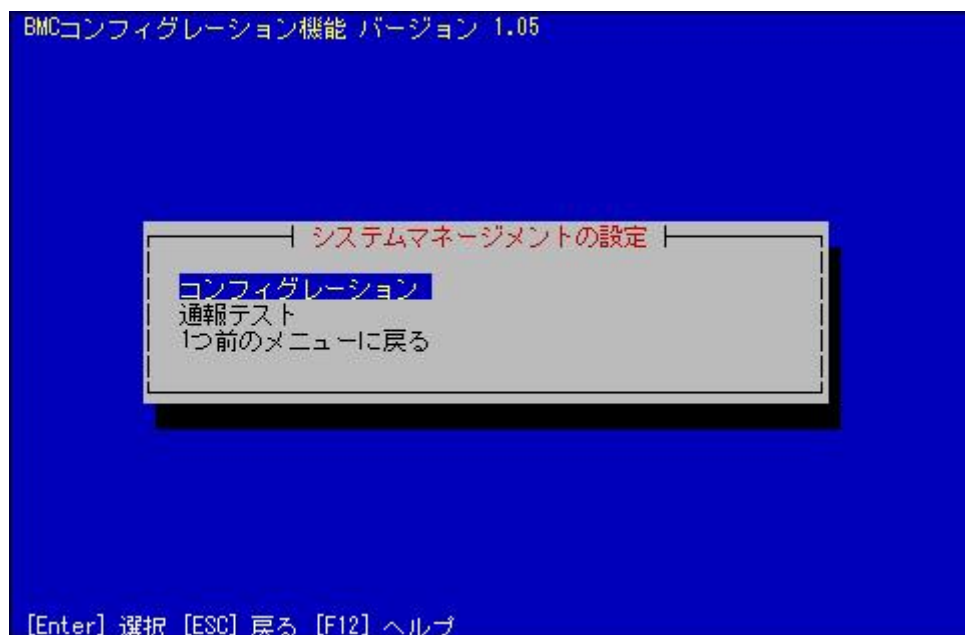 BMCコンフィグレーション機能 バージョン 1.05
システムマネージメントの設定
コンフィグレーション
通報テスト
1つ前のメニューに戻る
[Enter] 選択 [ESC] 戻る [F12] ヘルプ